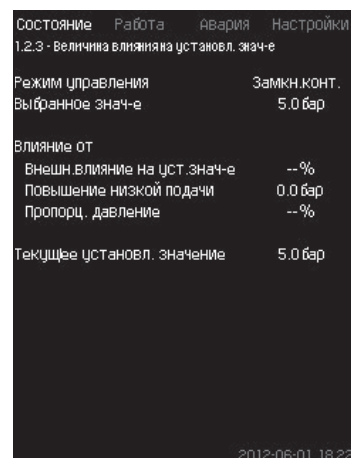 Состояние Работа Авария Настройки
1.2.3 - Величина влияния на установл. знач-е
Режим управления Замкн.конт.
Выбранное знач-е 5.0 бар
Влияние от
Внешн.влияние на уст.знач-е --%
Повышение низкой подачи 0.0 бар
Пропорц. давление --%
Текущее установл. значение 5.0 бар
2012-06-01 18:22